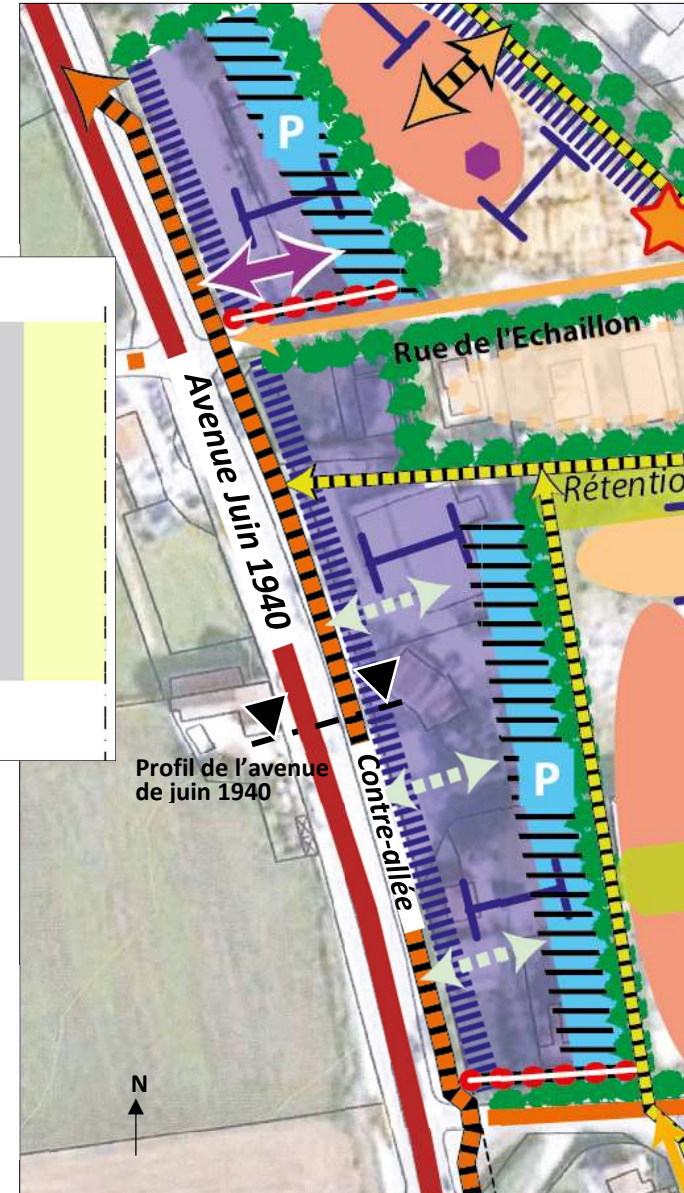 P
Rue de l'Echaillon
Avenue Juin 1940
Rétentio
Profil de l'avenue
de juin 1940
Contre-allée
P
N